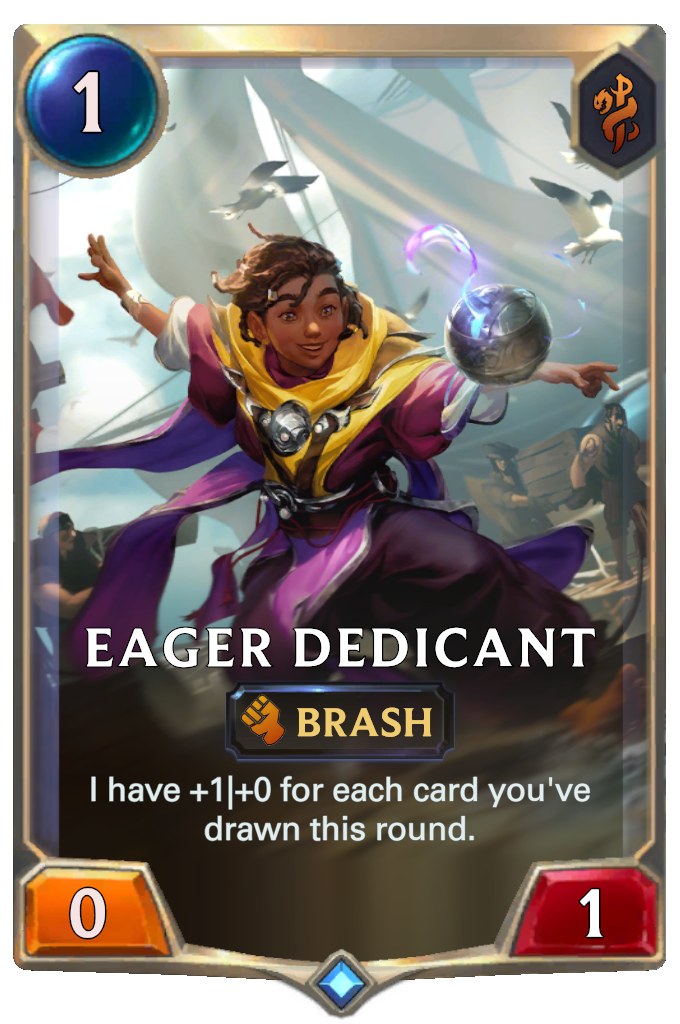 1
EAGER DEDICANT
BRASH
I have +1|+0 for each card you've
drawn this round.
0
1